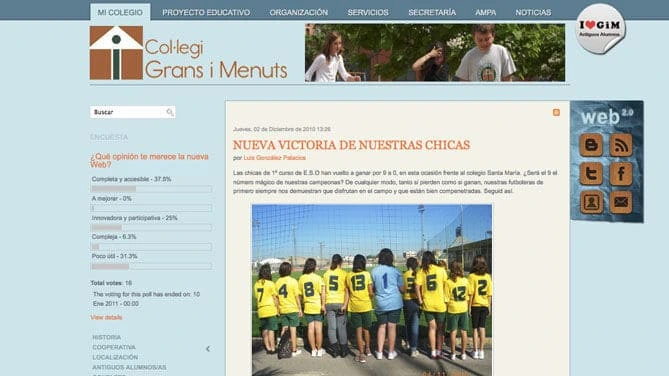 MI COLEGIO PROYECTO EDUCATIVO ORGANIZACIÓN SERVICIOS SECRETARÍA AMPA NOTICIAS
I ❤ GiM
Antiguos Alumnos
Col·legi
Grans i Menuts
Buscar
ENCUESTA
¿Qué opinión te merece la nueva
Web?
Completa y accesible - 37.5%
A mejorar - 0%
Innovadora y participativa - 25%
Compleja - 6.3%
Poco útil - 31.3%
Total votes: 16
The voting for this poll has ended on: 10
Ene 2011 - 00:00
View details
HISTORIA
COOPERATIVA
LOCALIZACIÓN
ANTIGUOS ALUMNOS/AS
Jueves, 02 de Diciembre de 2010 13:26
NUEVA VICTORIA DE NUESTRAS CHICAS
por Luis González Palacios
Las chicas de 1º curso de E.S.O han vuelto a ganar por 9 a 0, en esta ocasión frente al colegio Santa María. ¿Será el 9 el
número mágico de nuestras campeonas? De cualquier modo, tanto si pierden como si ganan, nuestras futboleras de
primero siempre nos demuestran que disfrutan en el campo y que están bien compenetradas. Seguid así.
7 4 8 5 13 1 6 12 2
web 2.0